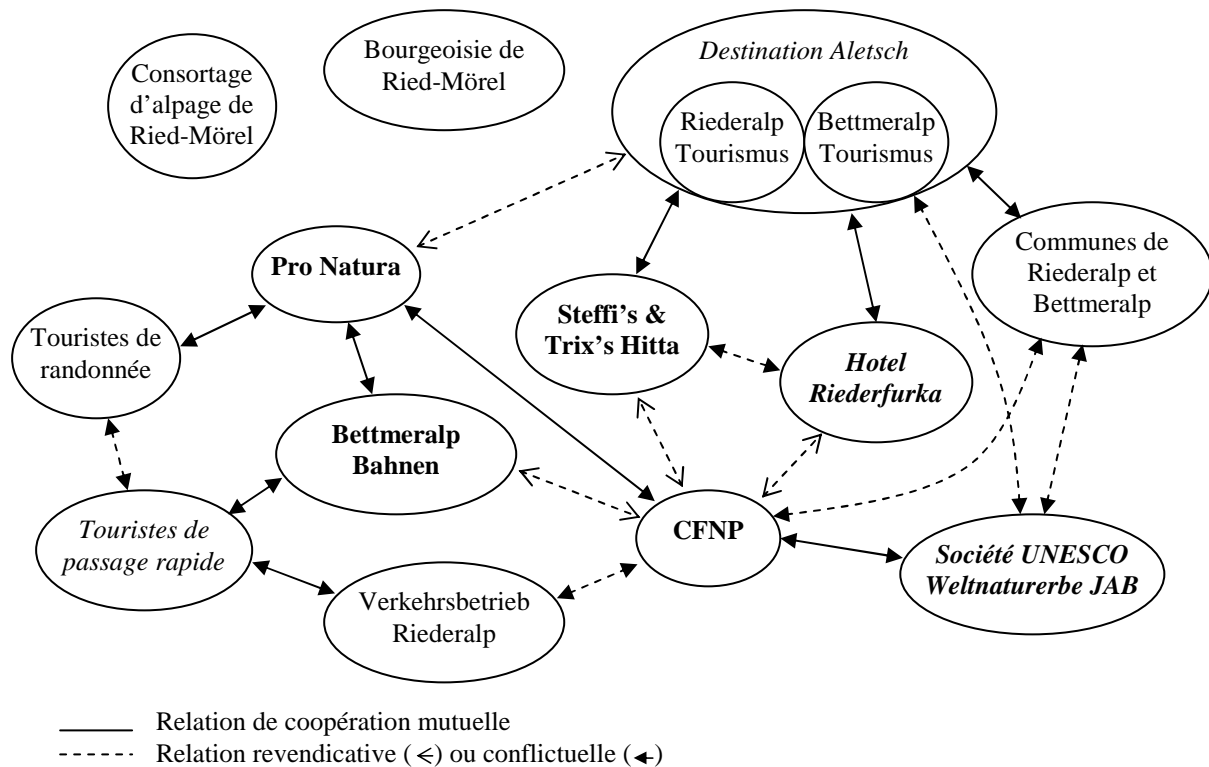 Consortage
d'alpage de
Ried-Mörel
Bourgeoisie de
Ried-Mörel
Destination Aletsch
Riederalp
Tourismus
Bettmeralp
Tourismus
Communes de
Riederalp et
Bettmeralp
Pro Natura
Steffi's &
Trix's Hitta
Hotel
Riederfurka
Touristes de
randonnée
Bettmeralp
Bahnen
Touristes de
passage rapide
CFNP
Société UNESCO
Weltnaturerbe JAB
Verkehrsbetrieb
Riederalp
Relation de coopération mutuelle
Relation revendicative (<) ou conflictuelle (←)